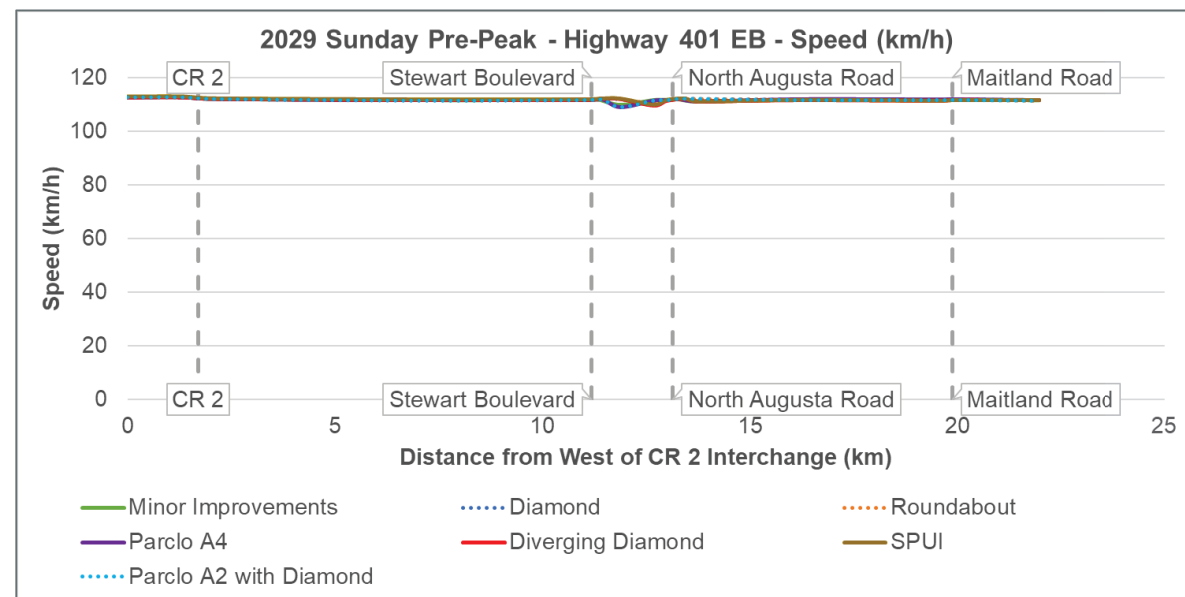 2029 Sunday Pre-Peak - Highway 401 EB - Speed (km/h)
CR 2
Stewart Boulevard
North Augusta Road
Maitland Road
120
100
80
60
40
20
0
Speed (km/h)
CR 2
Stewart Boulevard
North Augusta Road
Maitland Road
0 5 10 15 20 25
Distance from West of CR 2 Interchange (km)
Minor Improvements Diamond Roundabout
Parclo A4 Diverging Diamond SPUI
Parclo A2 with Diamond